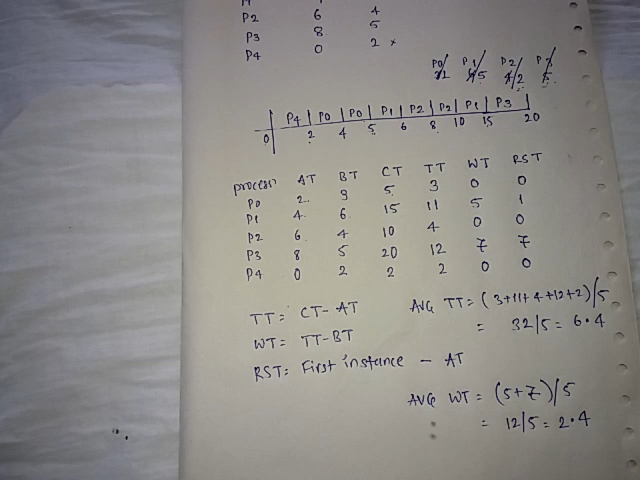 P2 6 4
P3 8 5
P4 0 2 x
P0 P1 P2 P3
P4 P0 P0 P1 P2 P2 P1 P3
0 2 4 5 6 8 10 15 20
process AT BT CT TT WT RST
P0 2 3 5 3 0 0
P1 4 6 15 11 5 1
P2 6 4 10 4 0 0
P3 8 5 20 12 7 7
P4 0 2 2 2 0 0
TT = CT - AT
WT = TT - BT
RST: First instance - AT
AVG TT = (3+11+4+12+2)/5
= 32/5 = 6.4
AVG WT = (5+7)/5
= 12/5 = 2.4